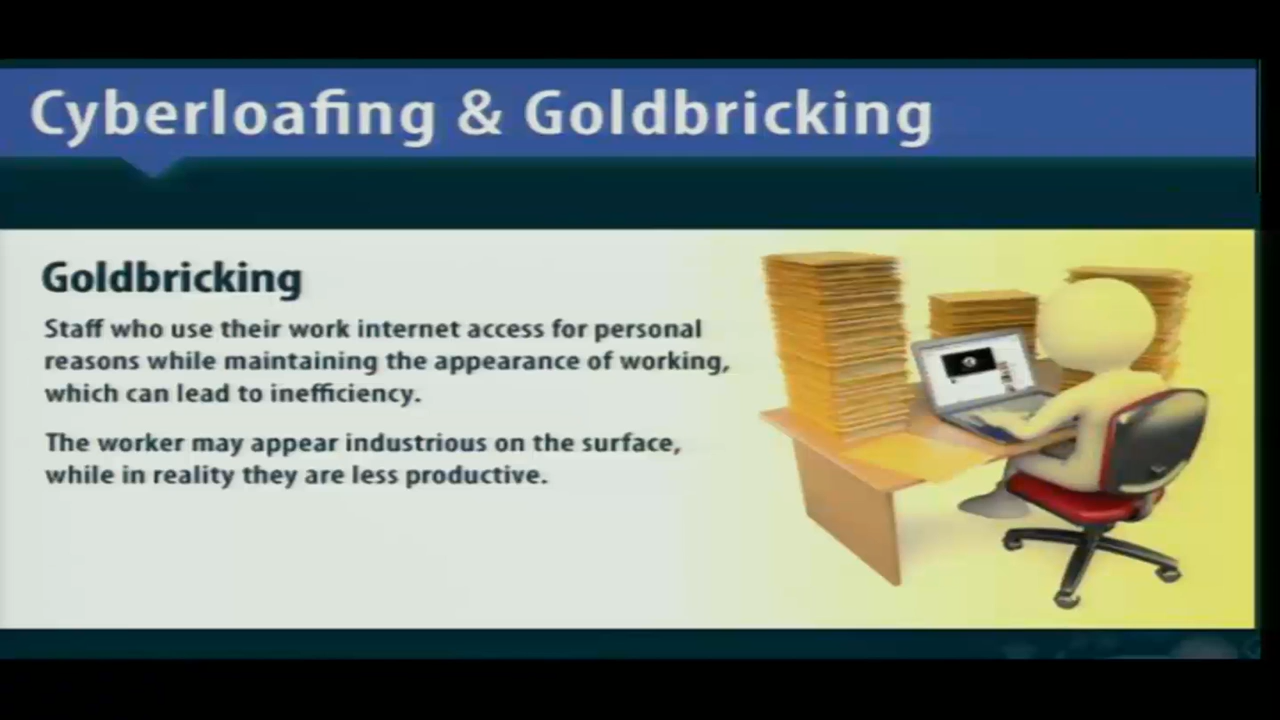 Cyberloafing & Goldbricking
Goldbricking
Staff who use their work internet access for personal
reasons while maintaining the appearance of working,
which can lead to inefficiency.
The worker may appear industrious on the surface,
while in reality they are less productive.